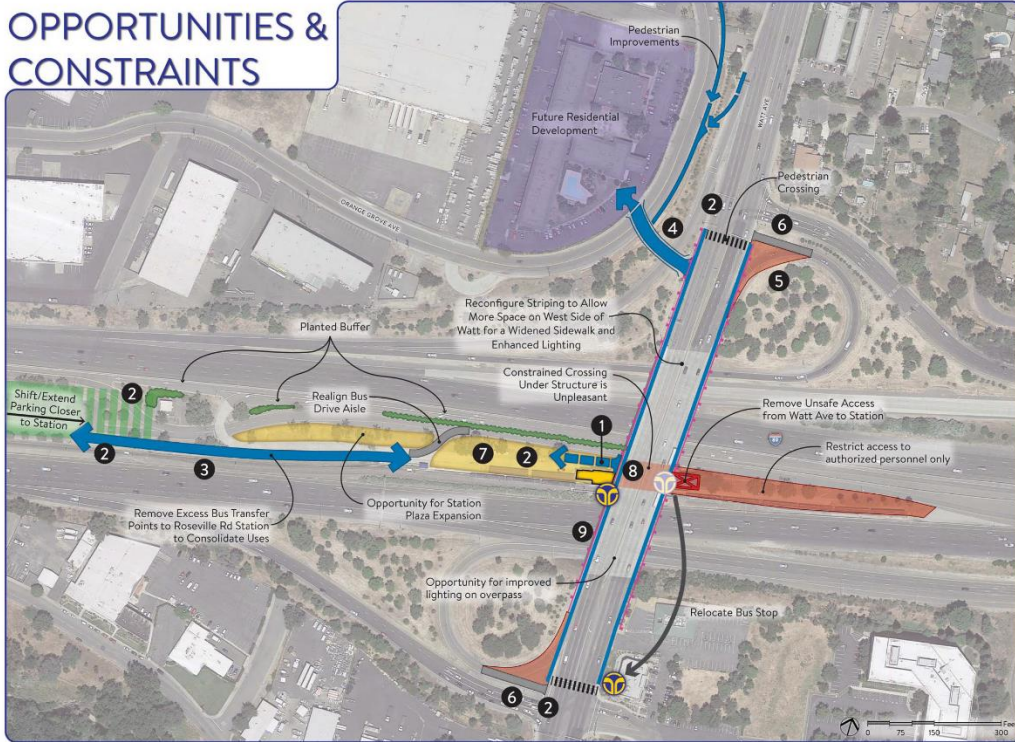 OPPORTUNITIES &
CONSTRAINTS
Pedestrian
Improvements
Future Residential
Development
WATT AVE
Pedestrian
Crossing
ORANGE GROVE AVE
2
6
4
5
Reconfigure Striping to Allow
More Space on West Side of
Watt for a Widened Sidewalk and
Enhanced Lighting
Planted Buffer
Constrained Crossing
Under Structure is
Unpleasant
Remove Unsafe Access
from Watt Ave to Station
Realign Bus
Drive Aisle
2
Shift/Extend
Parking Closer
to Station
80
Restrict access to
authorized personnel only
1
7
2
8
2
3
Opportunity for Station
Plaza Expansion
Remove Excess Bus Transfer
Points to Roseville Rd Station
to Consolidate Uses
9
Opportunity for improved
lighting on overpass
Relocate Bus Stop
6
2
0
75
150
300
Feet